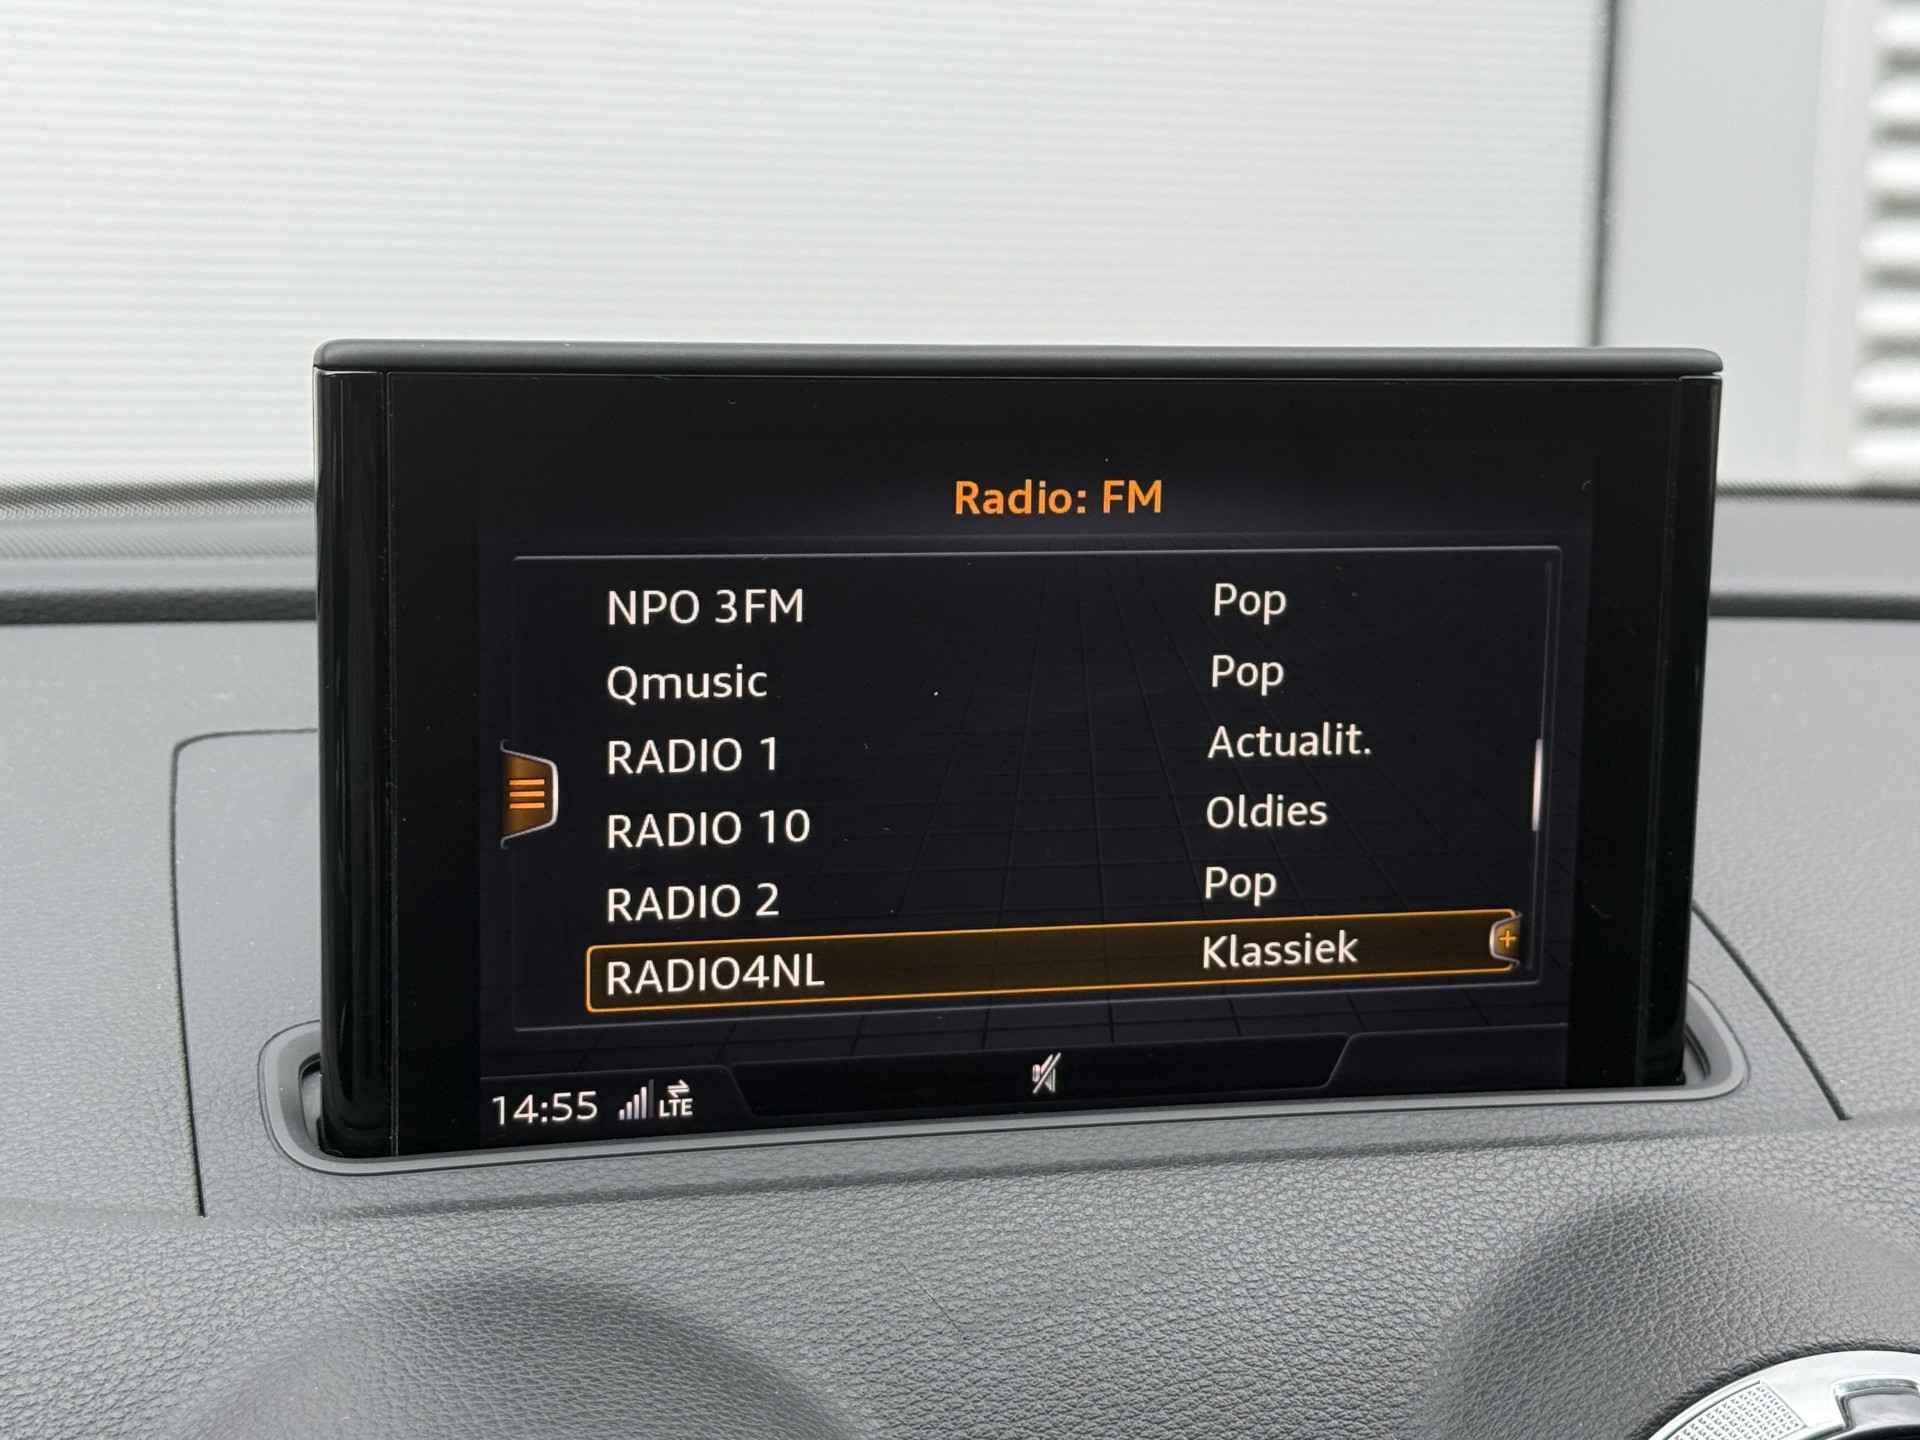 Radio: FM
NPO 3FM Pop
Qmusic Pop
RADIO 1 Actualit.
RADIO 10 Oldies
RADIO 2 Pop
RADIO4NL Klassiek
14:55 LTE